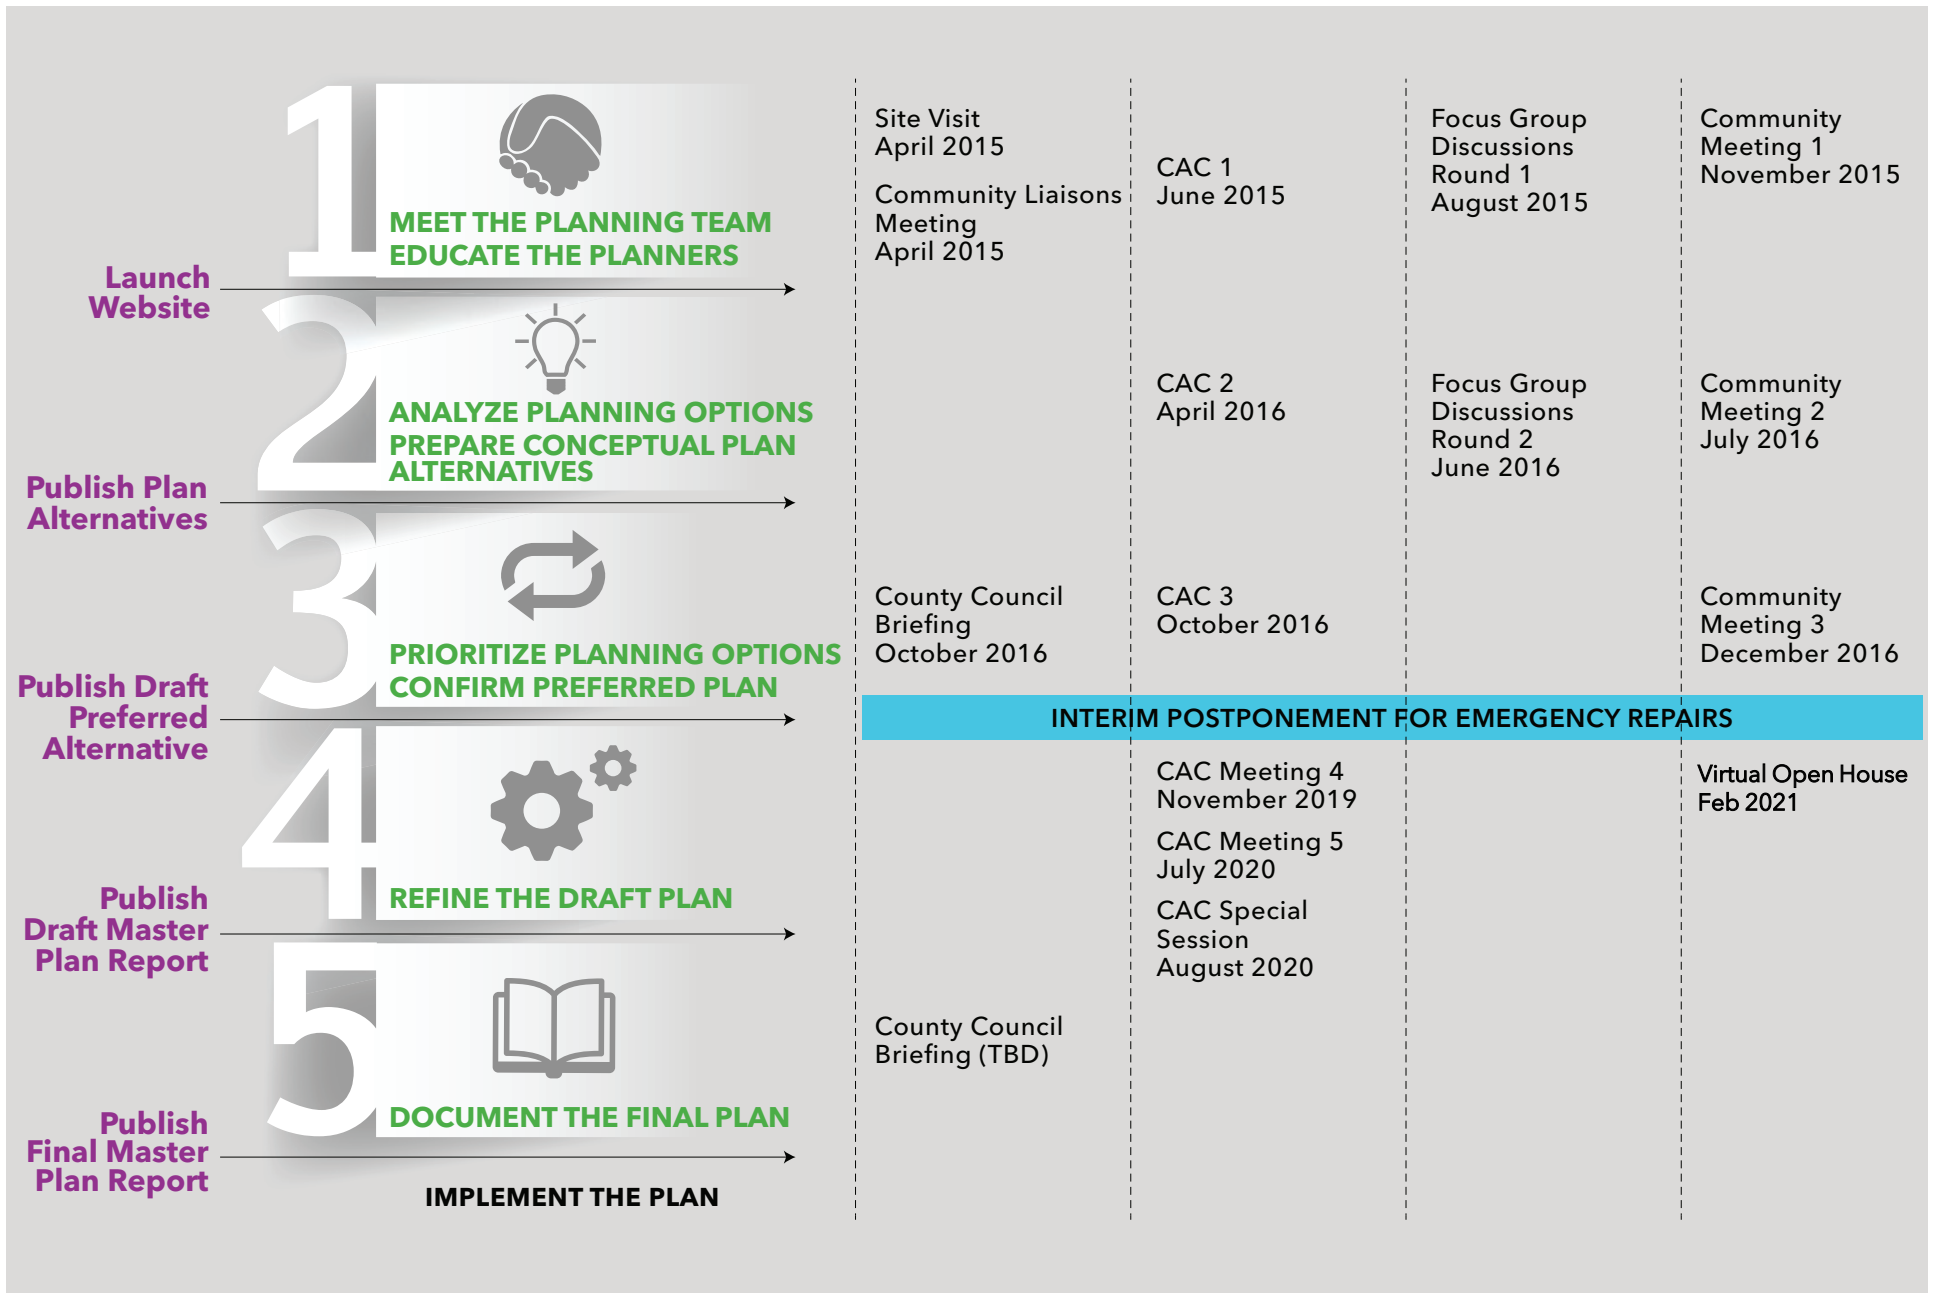 1
MEET THE PLANNING TEAM
EDUCATE THE PLANNERS
Site Visit
April 2015
Community Liaisons
Meeting
April 2015
CAC 1
June 2015
Focus Group
Discussions
Round 1
August 2015
Community
Meeting 1
November 2015
Launch
Website
2
ANALYZE PLANNING OPTIONS
PREPARE CONCEPTUAL PLAN
ALTERNATIVES
CAC 2
April 2016
Focus Group
Discussions
Round 2
June 2016
Community
Meeting 2
July 2016
Publish Plan
Alternatives
3
PRIORITIZE PLANNING OPTIONS
CONFIRM PREFERRED PLAN
County Council
Briefing
October 2016
CAC 3
October 2016
Community
Meeting 3
December 2016
Publish Draft
Preferred
Alternative
INTERIM POSTPONEMENT FOR EMERGENCY REPAIRS
4
REFINE THE DRAFT PLAN
CAC Meeting 4
November 2019
CAC Meeting 5
July 2020
CAC Special
Session
August 2020
Virtual Open House
Feb 2021
Publish
Draft Master
Plan Report
5
DOCUMENT THE FINAL PLAN
County Council
Briefing (TBD)
Publish
Final Master
Plan Report
IMPLEMENT THE PLAN